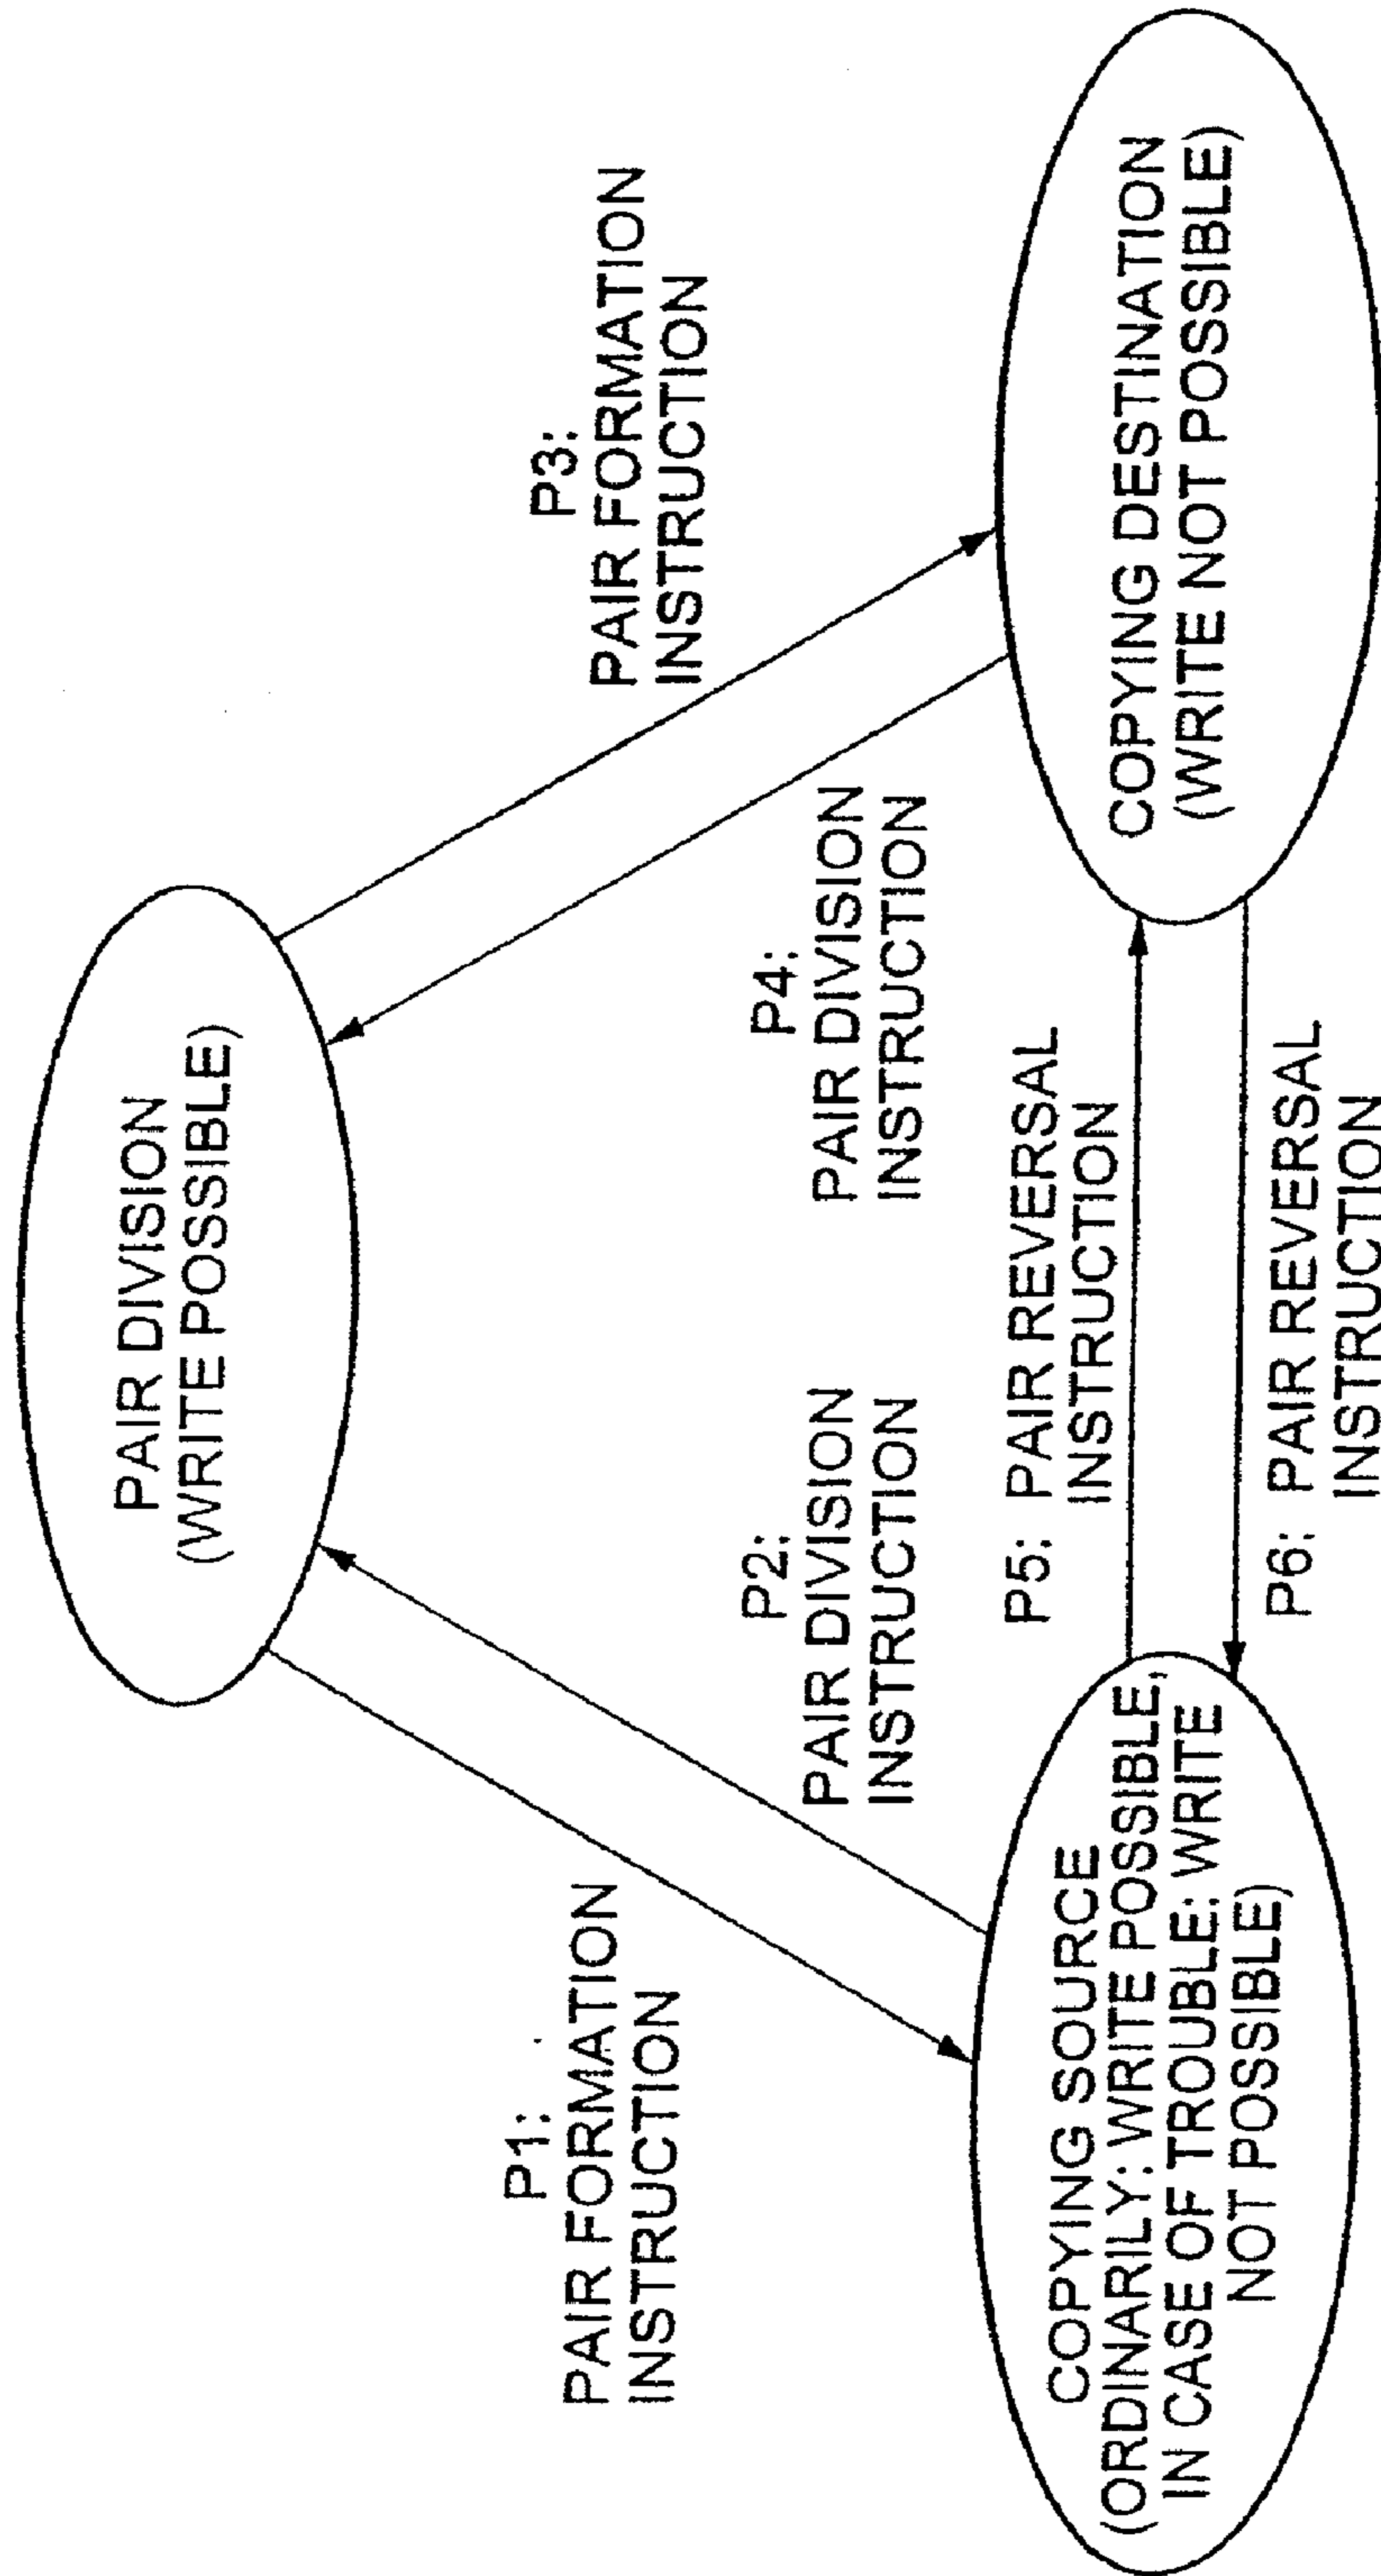 PAIR DIVISION
(WRITE POSSIBLE)
P1:
PAIR FORMATION
INSTRUCTION
P2:
PAIR DIVISION
INSTRUCTION
P3:
PAIR FORMATION
INSTRUCTION
P4:
PAIR DIVISION
INSTRUCTION
P5: PAIR REVERSAL
INSTRUCTION
P6: PAIR REVERSAL
INSTRUCTION
COPYING SOURCE
(ORDINARILY: WRITE POSSIBLE,
IN CASE OF TROUBLE: WRITE
NOT POSSIBLE)
COPYING DESTINATION
(WRITE NOT POSSIBLE)